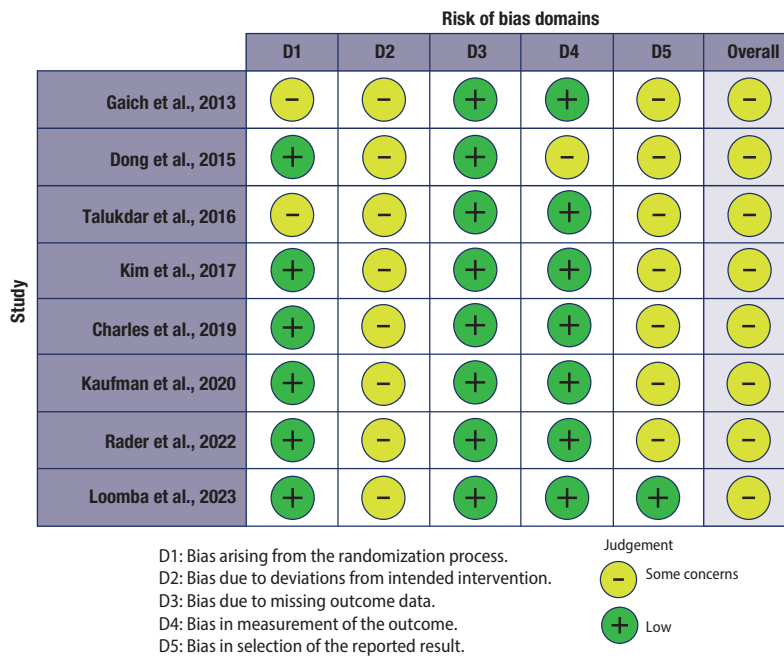 Risk of bias domains
D1 D2 D3 D4 D5 Overall
Study
Gaich et al., 2013 − − + + − −
Dong et al., 2015 + − + − − −
Talukdar et al., 2016 − − + + − −
Kim et al., 2017 + − + + − −
Charles et al., 2019 + − + + − −
Kaufman et al., 2020 + − + + − −
Rader et al., 2022 + − + + − −
Loomba et al., 2023 + − + + + −
D1: Bias arising from the randomization process.
D2: Bias due to deviations from intended intervention.
D3: Bias due to missing outcome data.
D4: Bias in measurement of the outcome.
D5: Bias in selection of the reported result.
Judgement
− Some concerns
+ Low